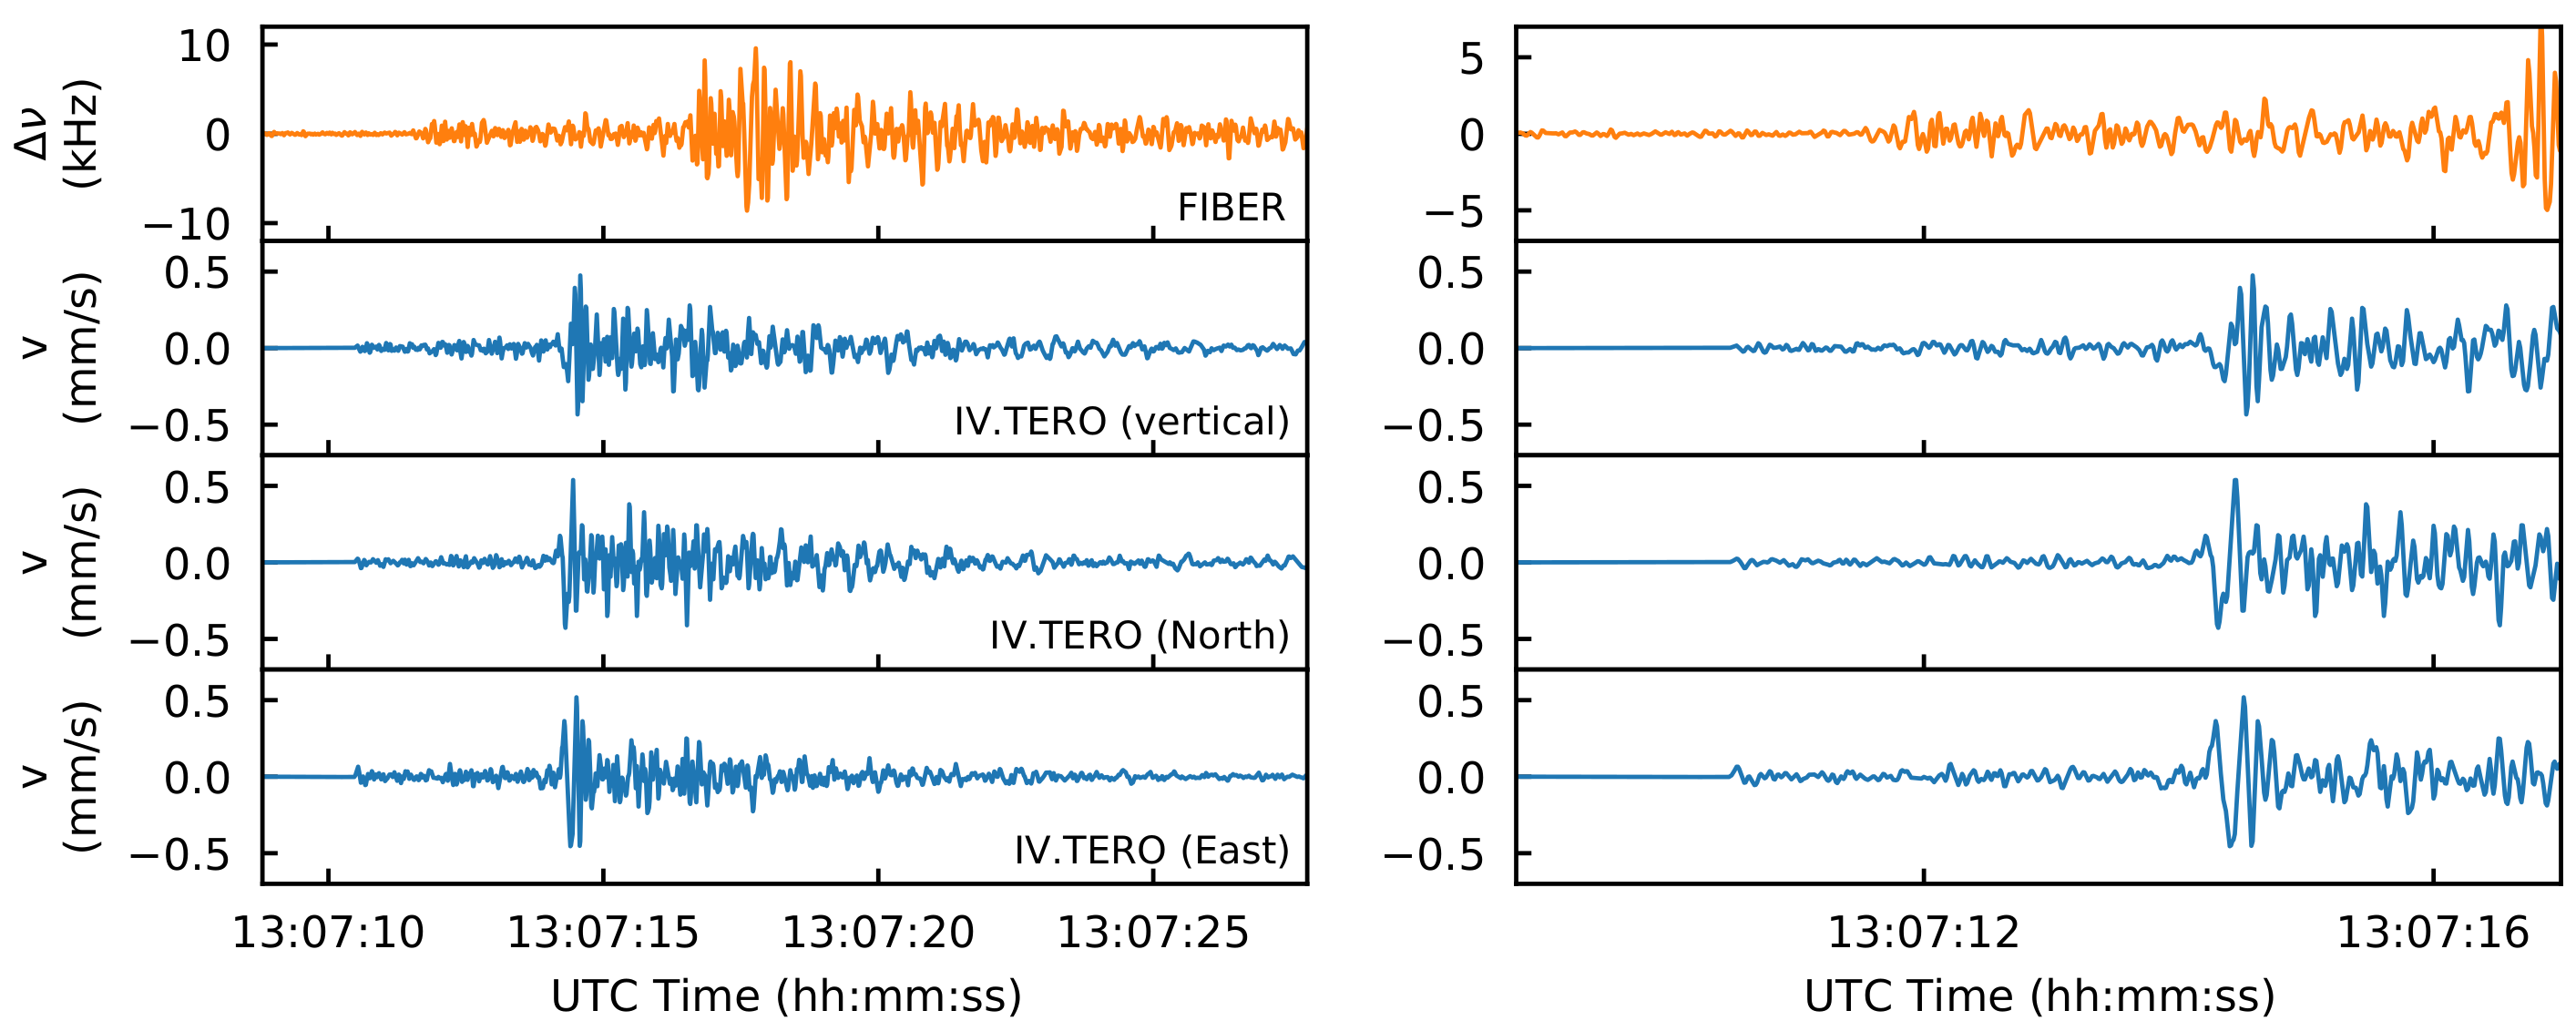 Δν
(kHz)
10
0
−10
FIBER
5
0
−5
v
(mm/s)
0.5
0.0
−0.5
IV.TERO (vertical)
0.5
0.0
−0.5
v
(mm/s)
0.5
0.0
−0.5
IV.TERO (North)
0.5
0.0
−0.5
v
(mm/s)
0.5
0.0
−0.5
IV.TERO (East)
0.5
0.0
−0.5
13:07:10 13:07:15 13:07:20 13:07:25
UTC Time (hh:mm:ss)
13:07:12 13:07:16
UTC Time (hh:mm:ss)